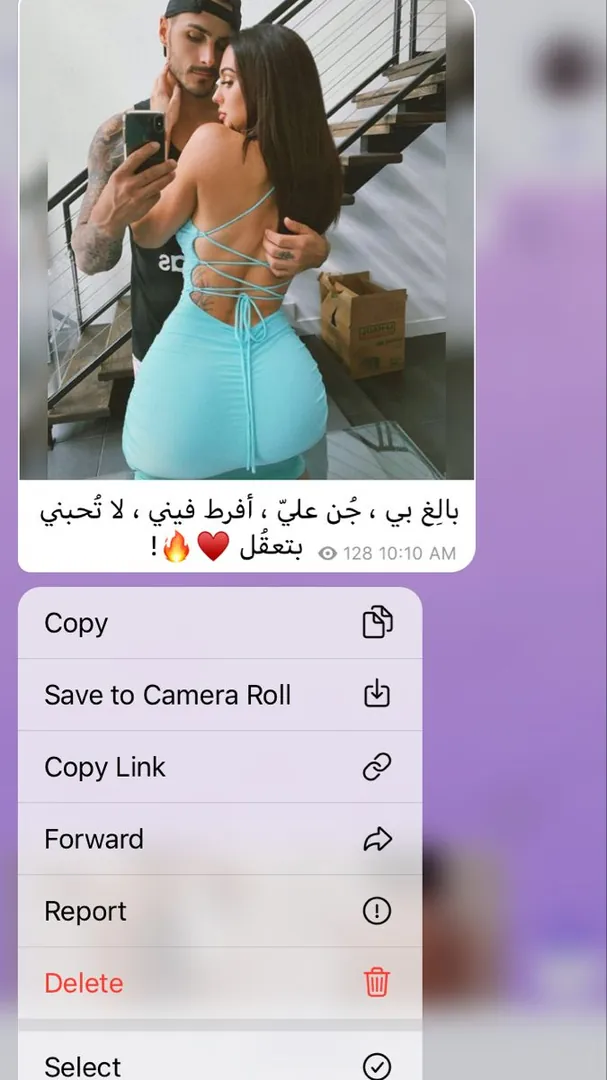 بالِغ بي ، جُن عليّ ، أفرط فيني ، لا تُحبني
بتعقُل ♥️🔥!
128 10:10 AM
Copy
Save to Camera Roll
Copy Link
Forward
Report
Delete
Select